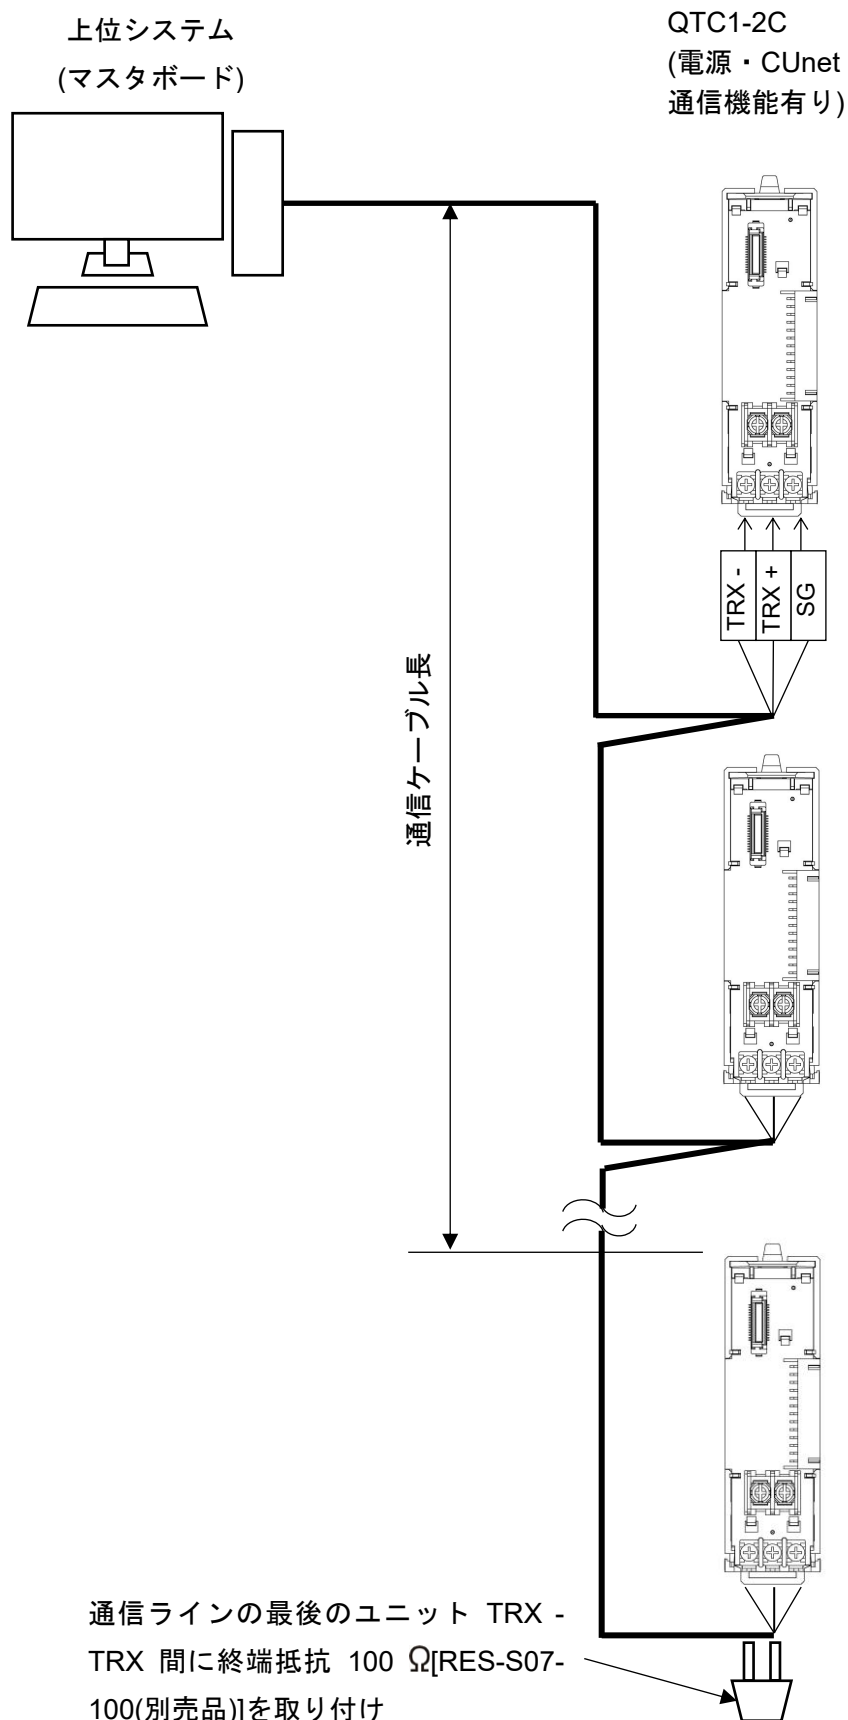 上位システム
(マスタボード)
QTC1-2C
(電源・CUnet
通信機能有り)
TRX -
TRX +
SG
通信ケーブル長
通信ラインの最後のユニット TRX -
TRX 間に終端抵抗 100 Ω[RES-S07-
100(別売品)]を取り付け